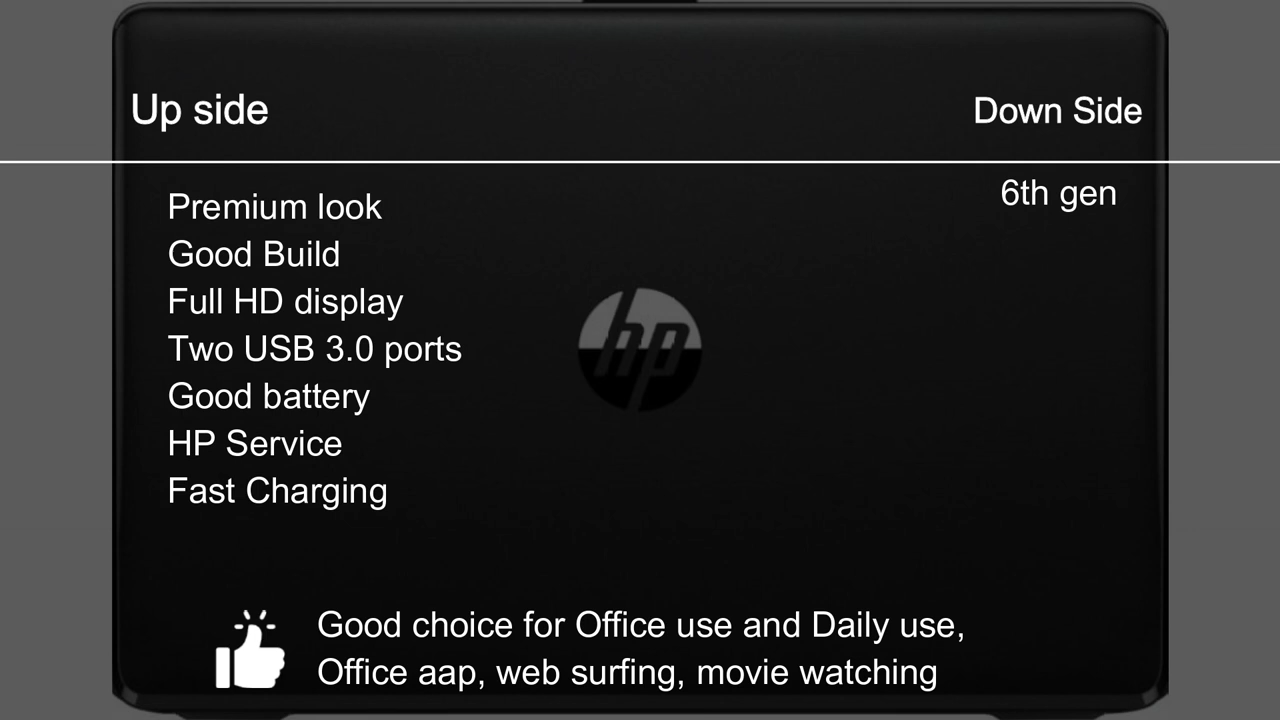 Up side
Down Side
6th gen
Premium look
Good Build
Full HD display
Two USB 3.0 ports
Good battery
HP Service
Fast Charging
hp
Good choice for Office use and Daily use,
Office aap, web surfing, movie watching